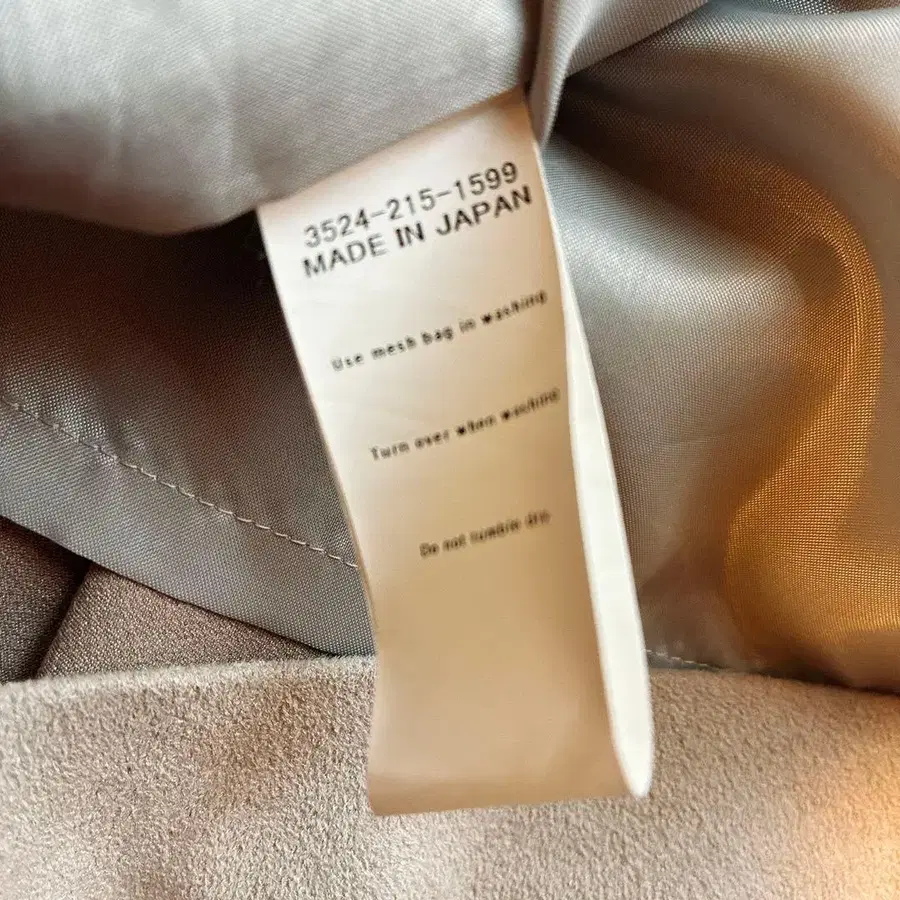 3524-215-1599
MADE IN JAPAN
Use mesh bag in washing
Turn over when washing
Do not tumble dry